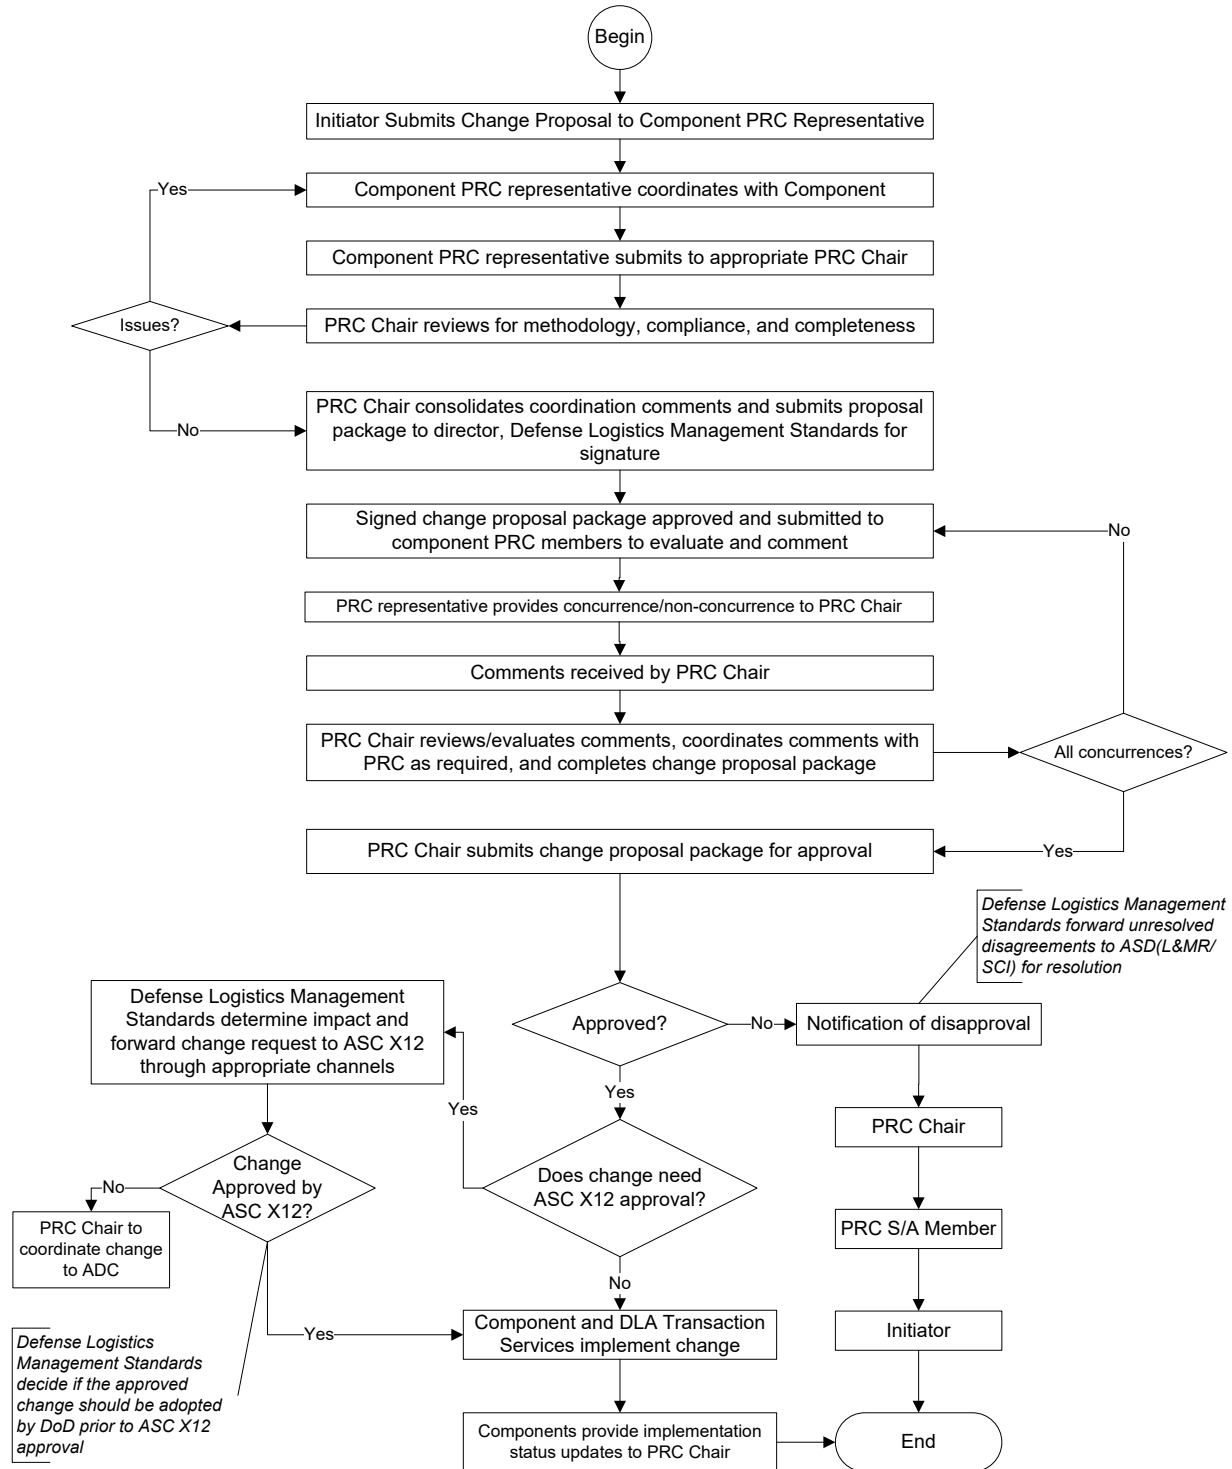 Begin
Initiator Submits Change Proposal to Component PRC Representative
Yes
Component PRC representative coordinates with Component
Component PRC representative submits to appropriate PRC Chair
Issues?
PRC Chair reviews for methodology, compliance, and completeness
No
PRC Chair consolidates coordination comments and submits proposal
package to director, Defense Logistics Management Standards for
signature
Signed change proposal package approved and submitted to
component PRC members to evaluate and comment
No
PRC representative provides concurrence/non-concurrence to PRC Chair
Comments received by PRC Chair
PRC Chair reviews/evaluates comments, coordinates comments with
PRC as required, and completes change proposal package
All concurrences?
PRC Chair submits change proposal package for approval
Yes
Defense Logistics Management
Standards forward unresolved
disagreements to ASD(L&MR/
SCI) for resolution
Defense Logistics Management
Standards determine impact and
forward change request to ASC X12
through appropriate channels
Approved?
No
Notification of disapproval
Yes
Yes
PRC Chair
Change
Approved by
ASC X12?
Does change need
ASC X12 approval?
No
PRC Chair to
coordinate change
to ADC
PRC S/A Member
No
Component and DLA Transaction
Services implement change
Yes
Initiator
Defense Logistics
Management Standards
decide if the approved
change should be adopted
by DoD prior to ASC X12
approval
Components provide implementation
status updates to PRC Chair
End